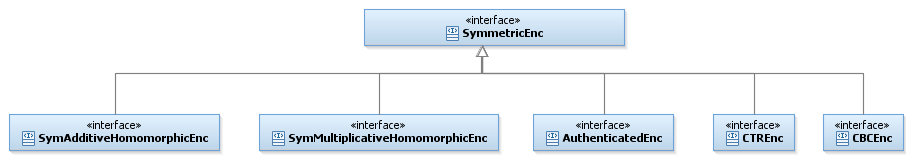 «interface»
SymmetricEnc
«interface»
SymAdditiveHomomorphicEnc
«interface»
SymMultiplicativeHomomorphicEnc
«interface»
AuthenticatedEnc
«interface»
CTREnc
«interface»
CBCEnc